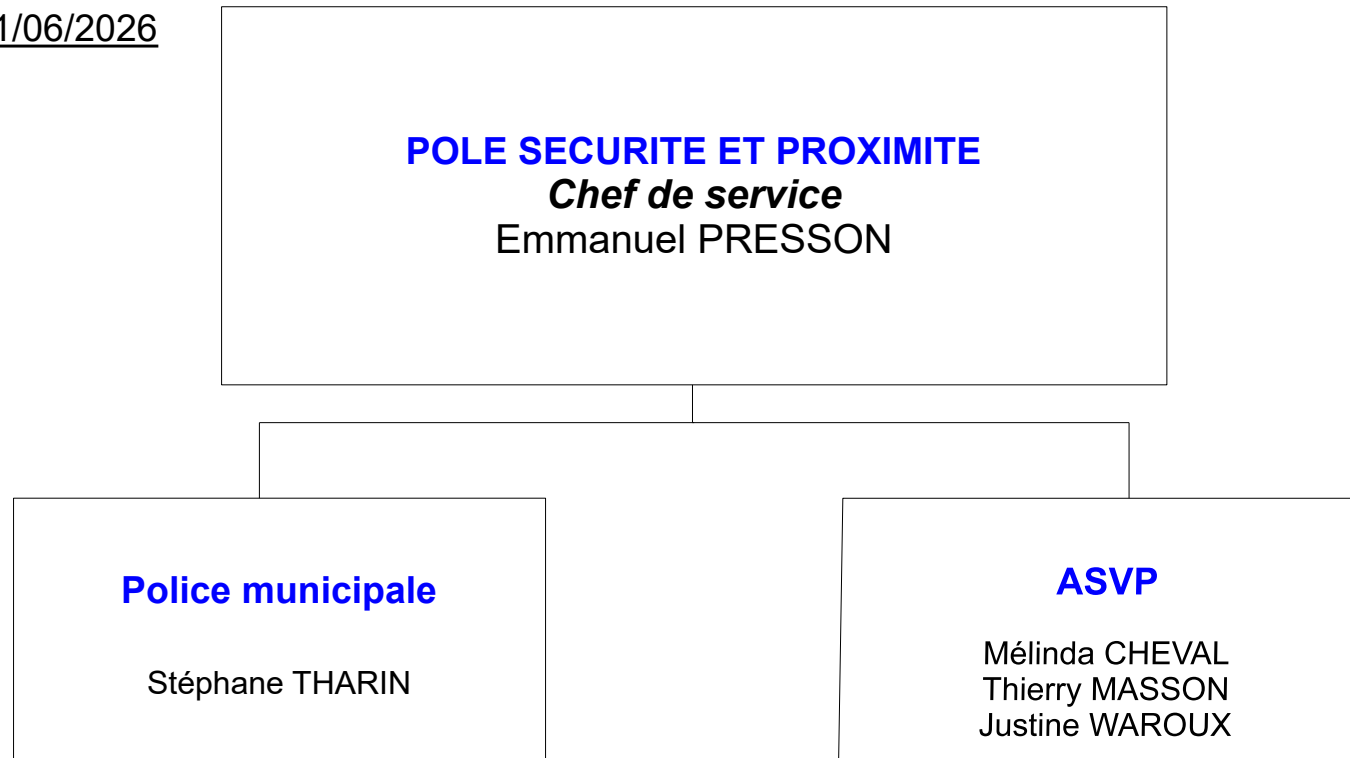 1/06/2026
POLE SECURITE ET PROXIMITE
Chef de service
Emmanuel PRESSON
Police municipale
Stéphane THARIN
ASVP
Mélinda CHEVAL
Thierry MASSON
Justine WAROUX